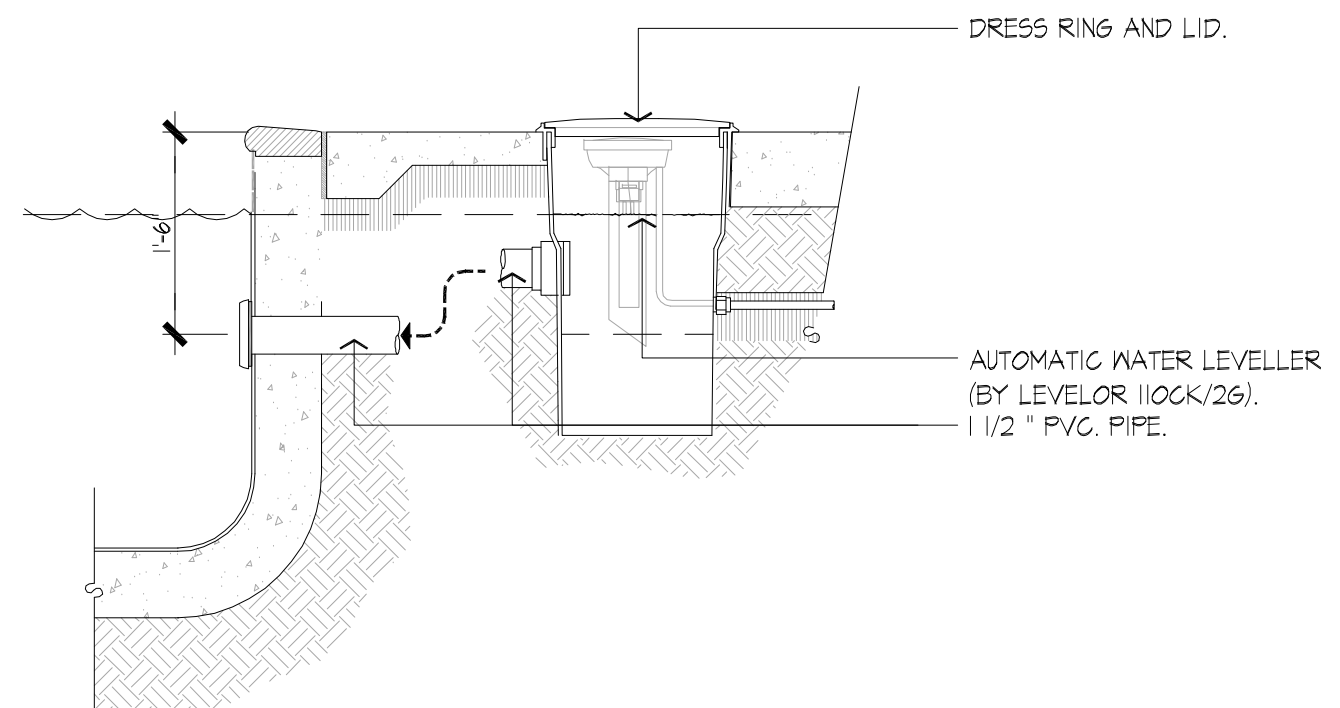 DRESS RING AND LID.
1'-6
AUTOMATIC WATER LEVELLER
(BY LEVELOR 110CK/2G).
1 1/2 " PVC. PIPE.